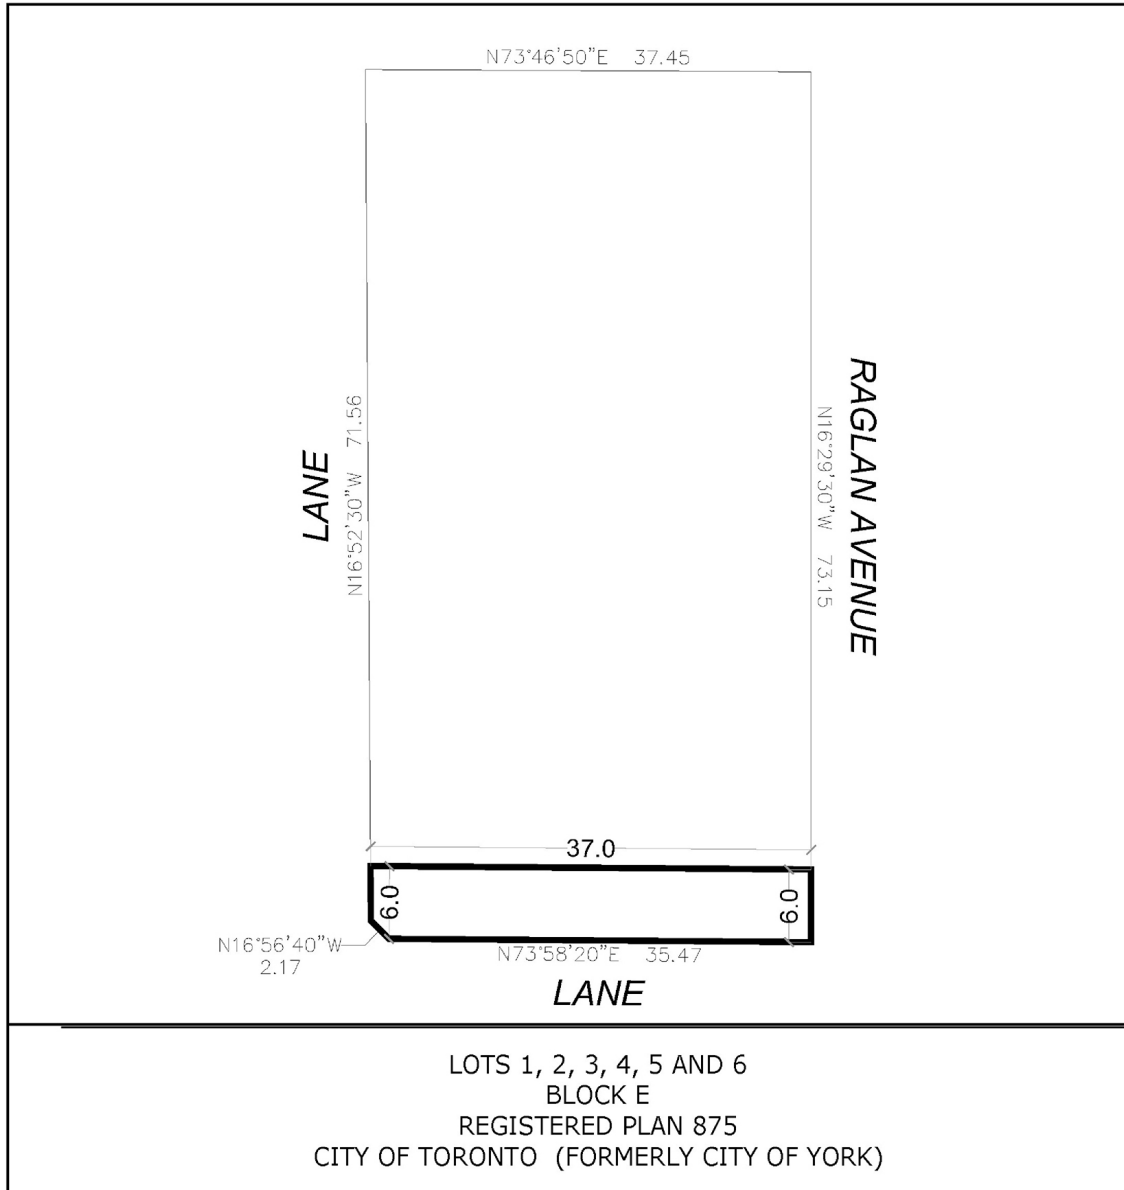 N73°46'50"E 37.45
LANE
N16°52'30"W 71.56
N16°29'30"W 73.15
RAGLAN AVENUE
37.0
6.0
6.0
N16°56'40"W
2.17
N73°58'20"E 35.47
LANE
LOTS 1, 2, 3, 4, 5 AND 6
BLOCK E
REGISTERED PLAN 875
CITY OF TORONTO (FORMERLY CITY OF YORK)